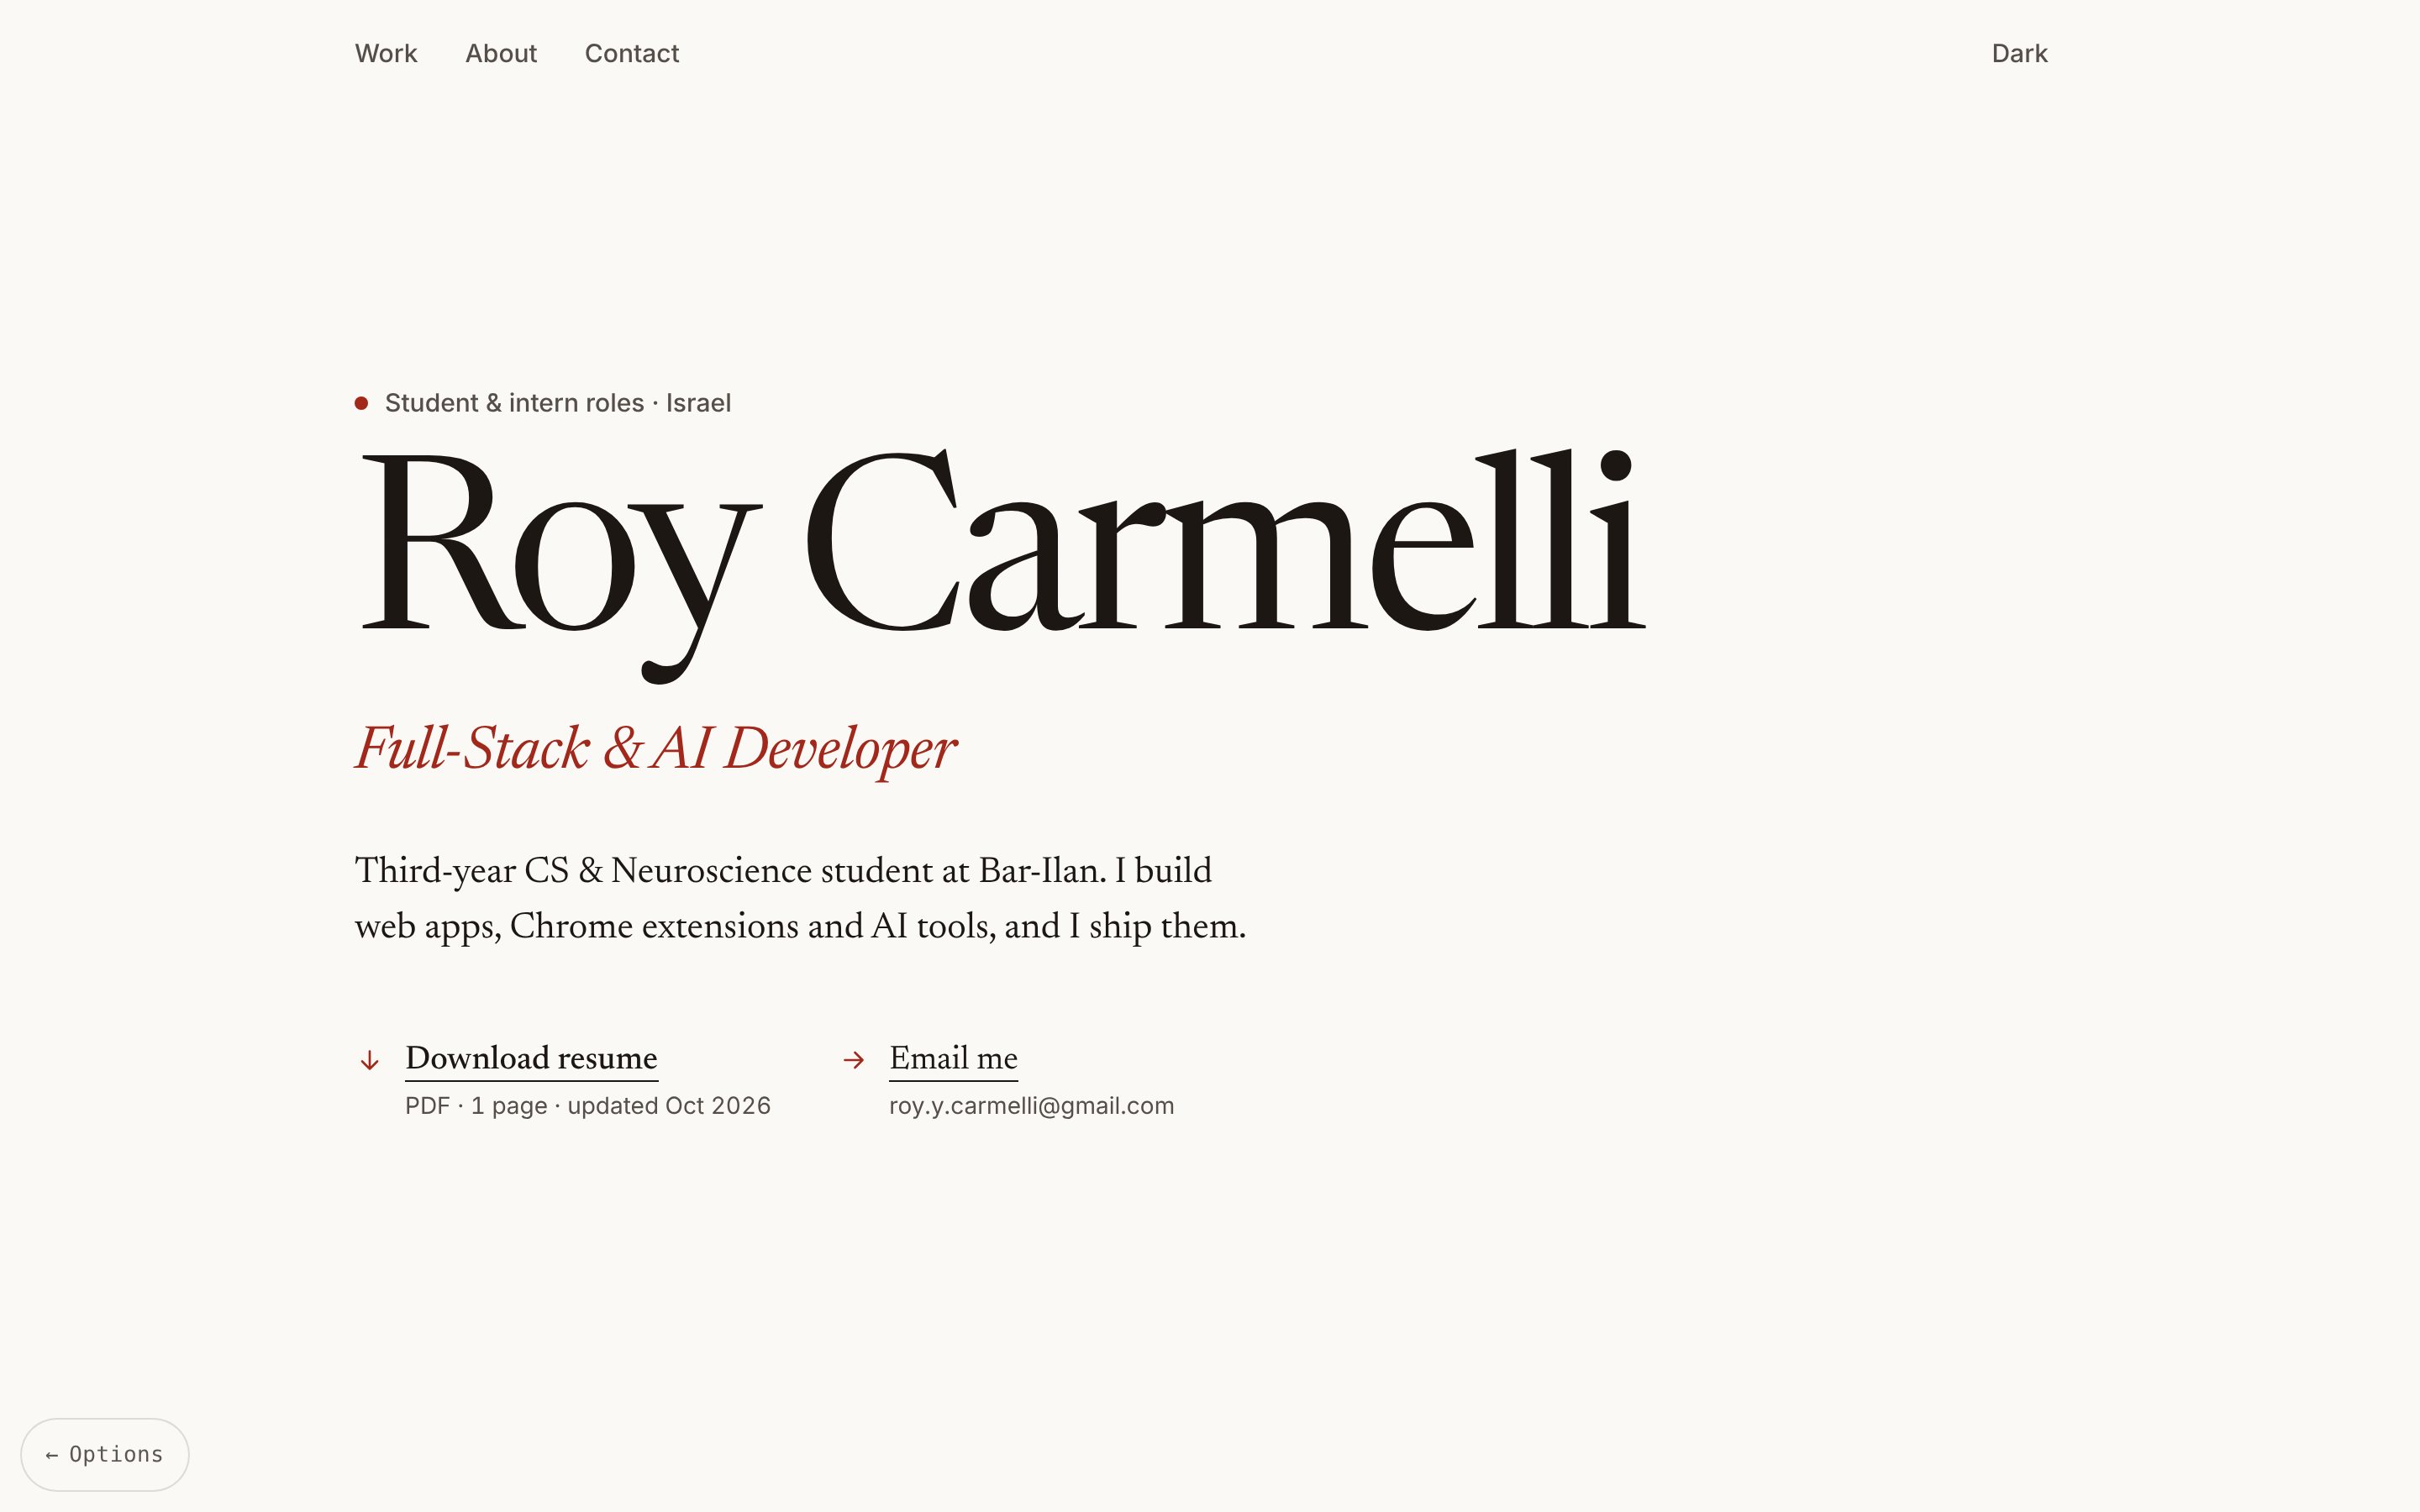 Work About Contact Dark
Student & intern roles · Israel
Roy Carmelli
Full-Stack & AI Developer
Third-year CS & Neuroscience student at Bar-Ilan. I build
web apps, Chrome extensions and AI tools, and I ship them.
↓ Download resume → Email me
PDF · 1 page · updated Oct 2026 roy.y.carmelli@gmail.com
← Options